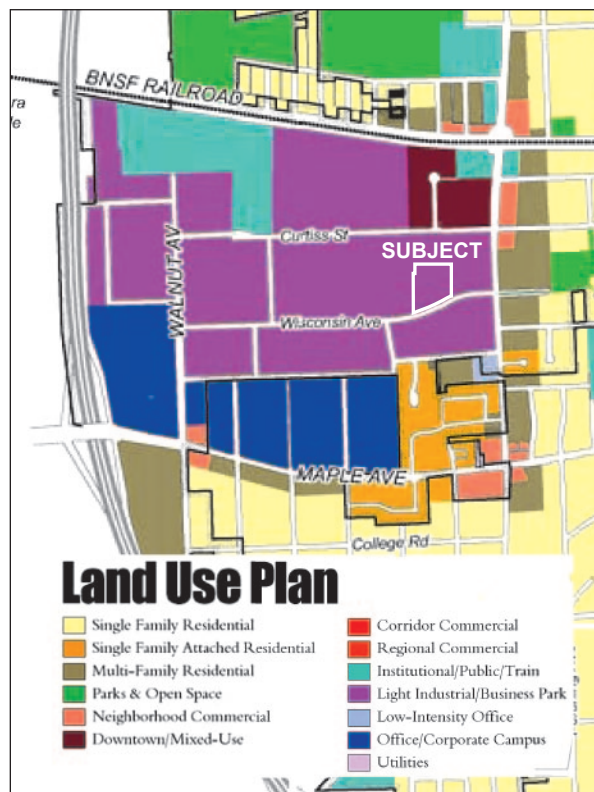 BNSF RAILROAD
ra
le
Curtiss St
SUBJECT
WALNUT AV
Wisconsin Ave
MAPLE AVE
College Rd
Land Use Plan
Single Family Residential
Single Family Attached Residential
Multi-Family Residential
Parks & Open Space
Neighborhood Commercial
Downtown/Mixed-Use
Corridor Commercial
Regional Commercial
Institutional/Public/Train
Light Industrial/Business Park
Low-Intensity Office
Office/Corporate Campus
Utilities